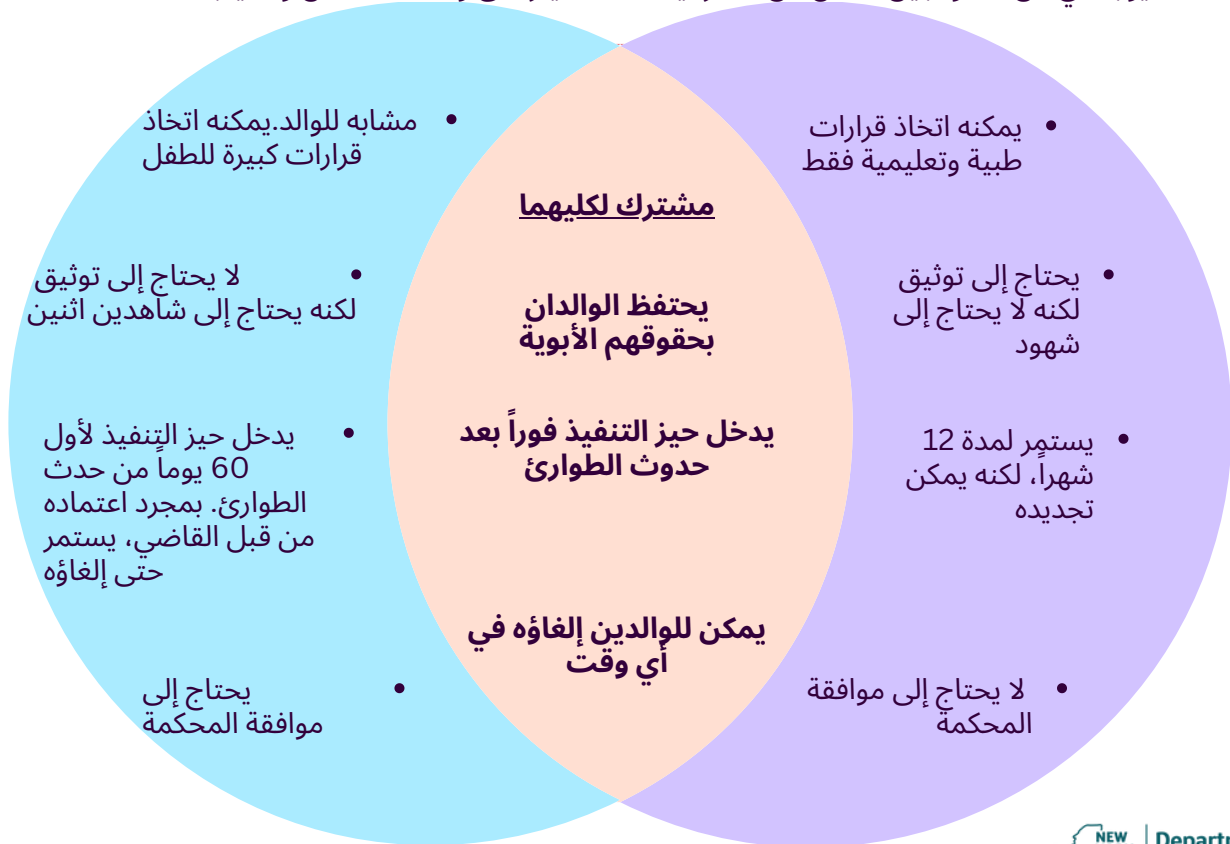 يمكنه اتخاذ قرارات
طبية وتعليمية فقط
يحتاج إلى توثيق
لكنه لا يحتاج إلى
شهود
يستمر لمدة 12
شهراً، لكنه يمكن
تجديده
لا يحتاج إلى موافقة
المحكمة
مشترك لكليهما
يحتفظ الوالدان
بحقوقهم الأبوية
يدخل حيز التنفيذ فوراً بعد
حدوث الطوارئ
يمكن للوالدين إلغاؤه في
أي وقت
مشابه للوالد.يمكنه اتخاذ
قرارات كبيرة للطفل
لا يحتاج إلى توثيق
لكنه يحتاج إلى شاهدين اثنين
يدخل حيز التنفيذ لأول
60 يوماً من حدث
الطوارئ. بمجرد اعتماده
من قبل القاضي، يستمر
حتى إلغاؤه
يحتاج إلى
موافقة المحكمة
NEW